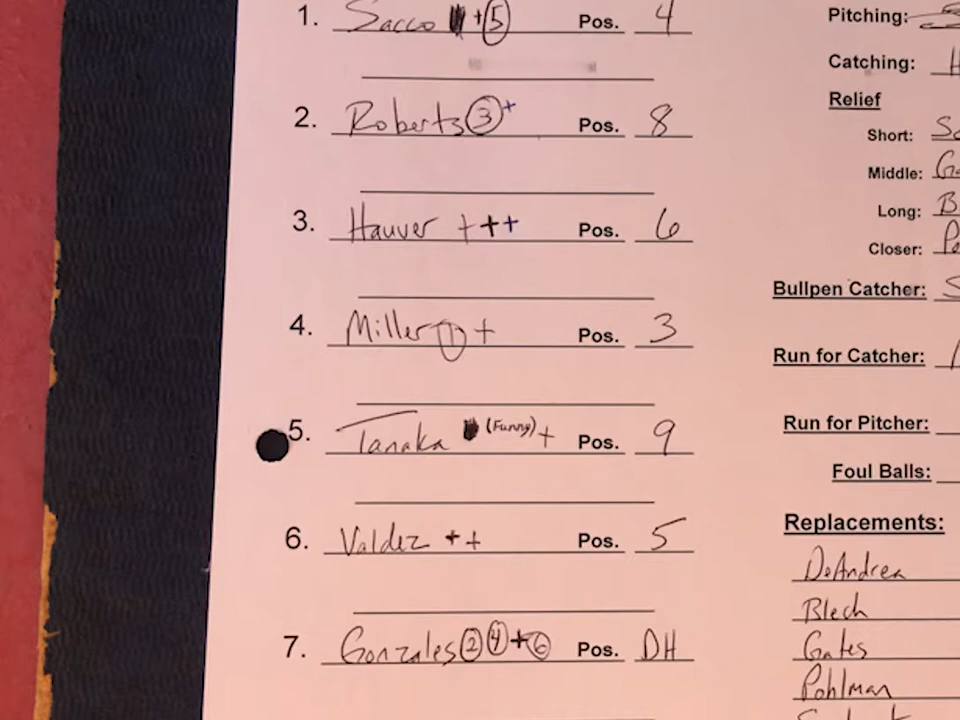 1. Sacco +5 Pos. 4
2. Roberts 3 + Pos. 8
3. Hauver +++ Pos. 6
4. Miller 1 + Pos. 3
5. Tanaka (Funny) + Pos. 9
6. Valdez ++ Pos. 5
7. Gonzales 2 4 + 6 Pos. DH
Pitching:
Catching:
Relief
Short:
Middle:
Long:
Closer:
Bullpen Catcher:
Run for Catcher:
Run for Pitcher:
Foul Balls:
Replacements:
DeAndrea
Blech
Gates
Pohlman